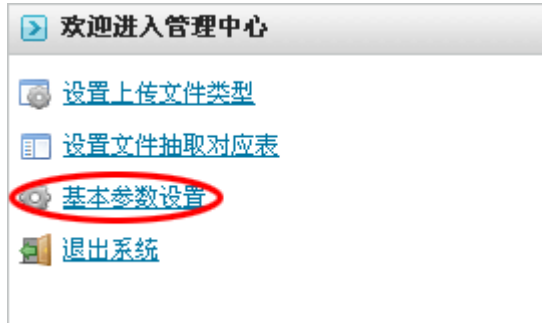 欢迎进入管理中心
设置上传文件类型
设置文件抽取对应表
基本参数设置
退出系统